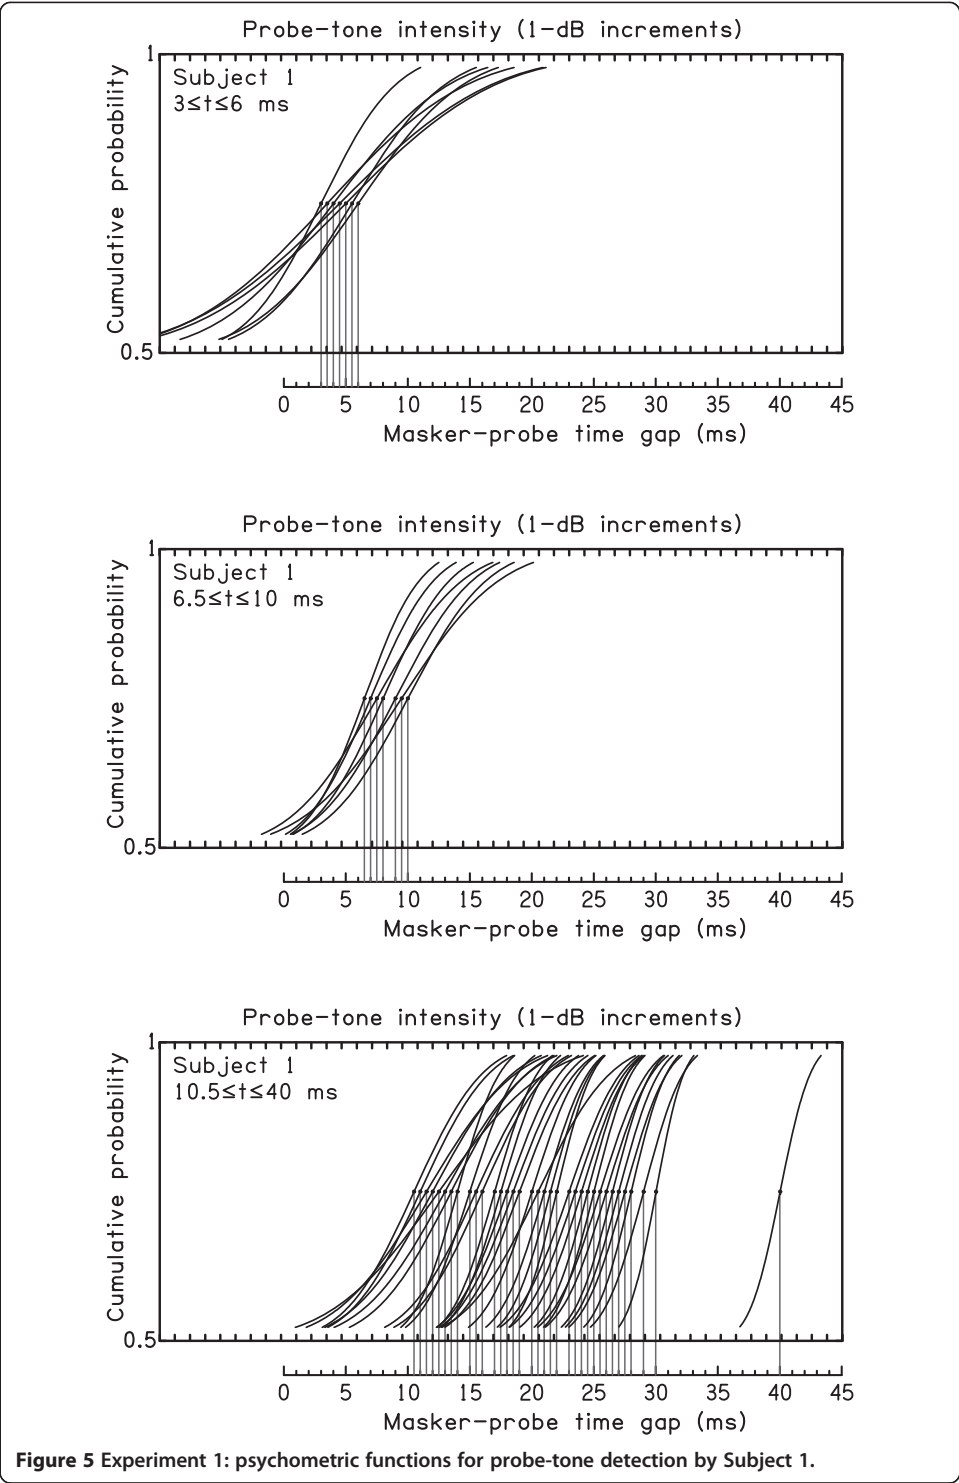 Probe-tone intensity (1-dB increments)
1
Subject 1
3≤t≤6 ms
Cumulative probability
0.5
0 5 10 15 20 25 30 35 40 45
Masker-probe time gap (ms)
Probe-tone intensity (1-dB increments)
1
Subject 1
6.5≤t≤10 ms
Cumulative probability
0.5
0 5 10 15 20 25 30 35 40 45
Masker-probe time gap (ms)
Probe-tone intensity (1-dB increments)
1
Subject 1
10.5≤t≤40 ms
Cumulative probability
0.5
0 5 10 15 20 25 30 35 40 45
Masker-probe time gap (ms)
Figure 5 Experiment 1: psychometric functions for probe-tone detection by Subject 1.